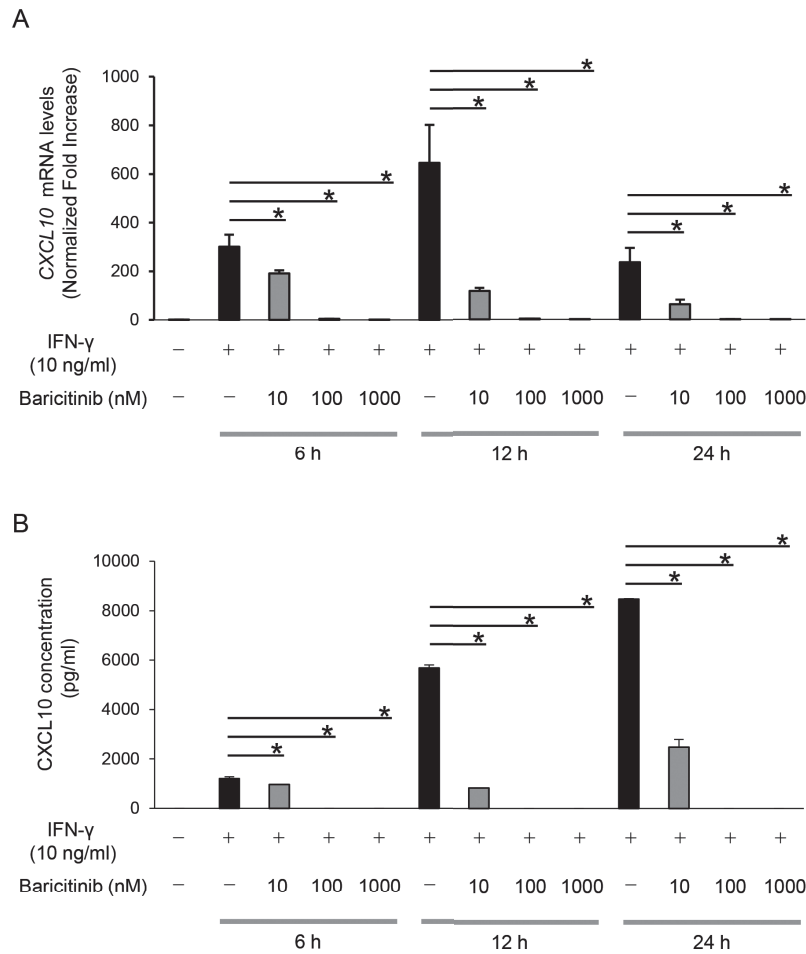 A
CXCL10 mRNA levels
(Normalized Fold Increase)
1000
800
600
400
200
0
* * *
* * *
* * *
IFN-γ
(10 ng/ml)
− + + + + + + + + + + + +
Baricitinib (nM) − − 10 100 1000 − 10 100 1000 − 10 100 1000
6 h 12 h 24 h
B
CXCL10 concentration
(pg/ml)
10000
8000
6000
4000
2000
0
* * *
* * *
* * *
IFN-γ
(10 ng/ml)
− + + + + + + + + + + + +
Baricitinib (nM) − − 10 100 1000 − 10 100 1000 − 10 100 1000
6 h 12 h 24 h